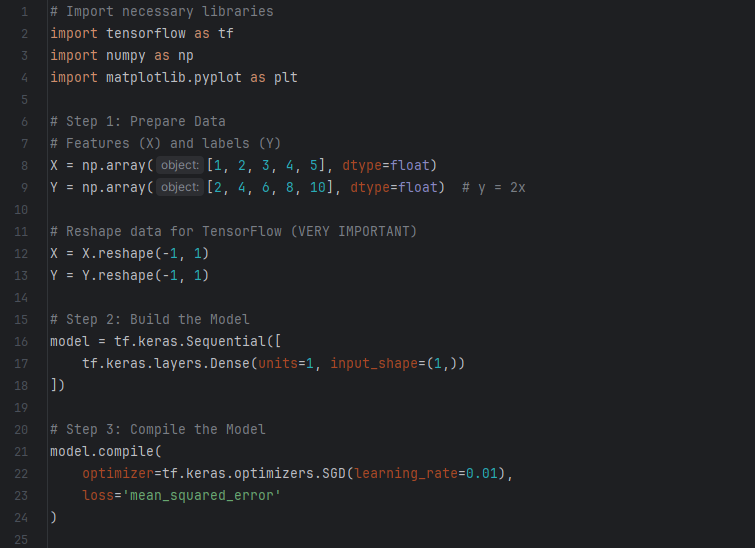 1 # Import necessary libraries
2 import tensorflow as tf
3 import numpy as np
4 import matplotlib.pyplot as plt
5
6 # Step 1: Prepare Data
7 # Features (X) and labels (Y)
8 X = np.array( object: [1, 2, 3, 4, 5], dtype=float)
9 Y = np.array( object: [2, 4, 6, 8, 10], dtype=float)  # y = 2x
10
11 # Reshape data for TensorFlow (VERY IMPORTANT)
12 X = X.reshape(-1, 1)
13 Y = Y.reshape(-1, 1)
14
15 # Step 2: Build the Model
16 model = tf.keras.Sequential([
17     tf.keras.layers.Dense(units=1, input_shape=(1,))
18 ])
19
20 # Step 3: Compile the Model
21 model.compile(
22     optimizer=tf.keras.optimizers.SGD(learning_rate=0.01),
23     loss='mean_squared_error'
24 )
25